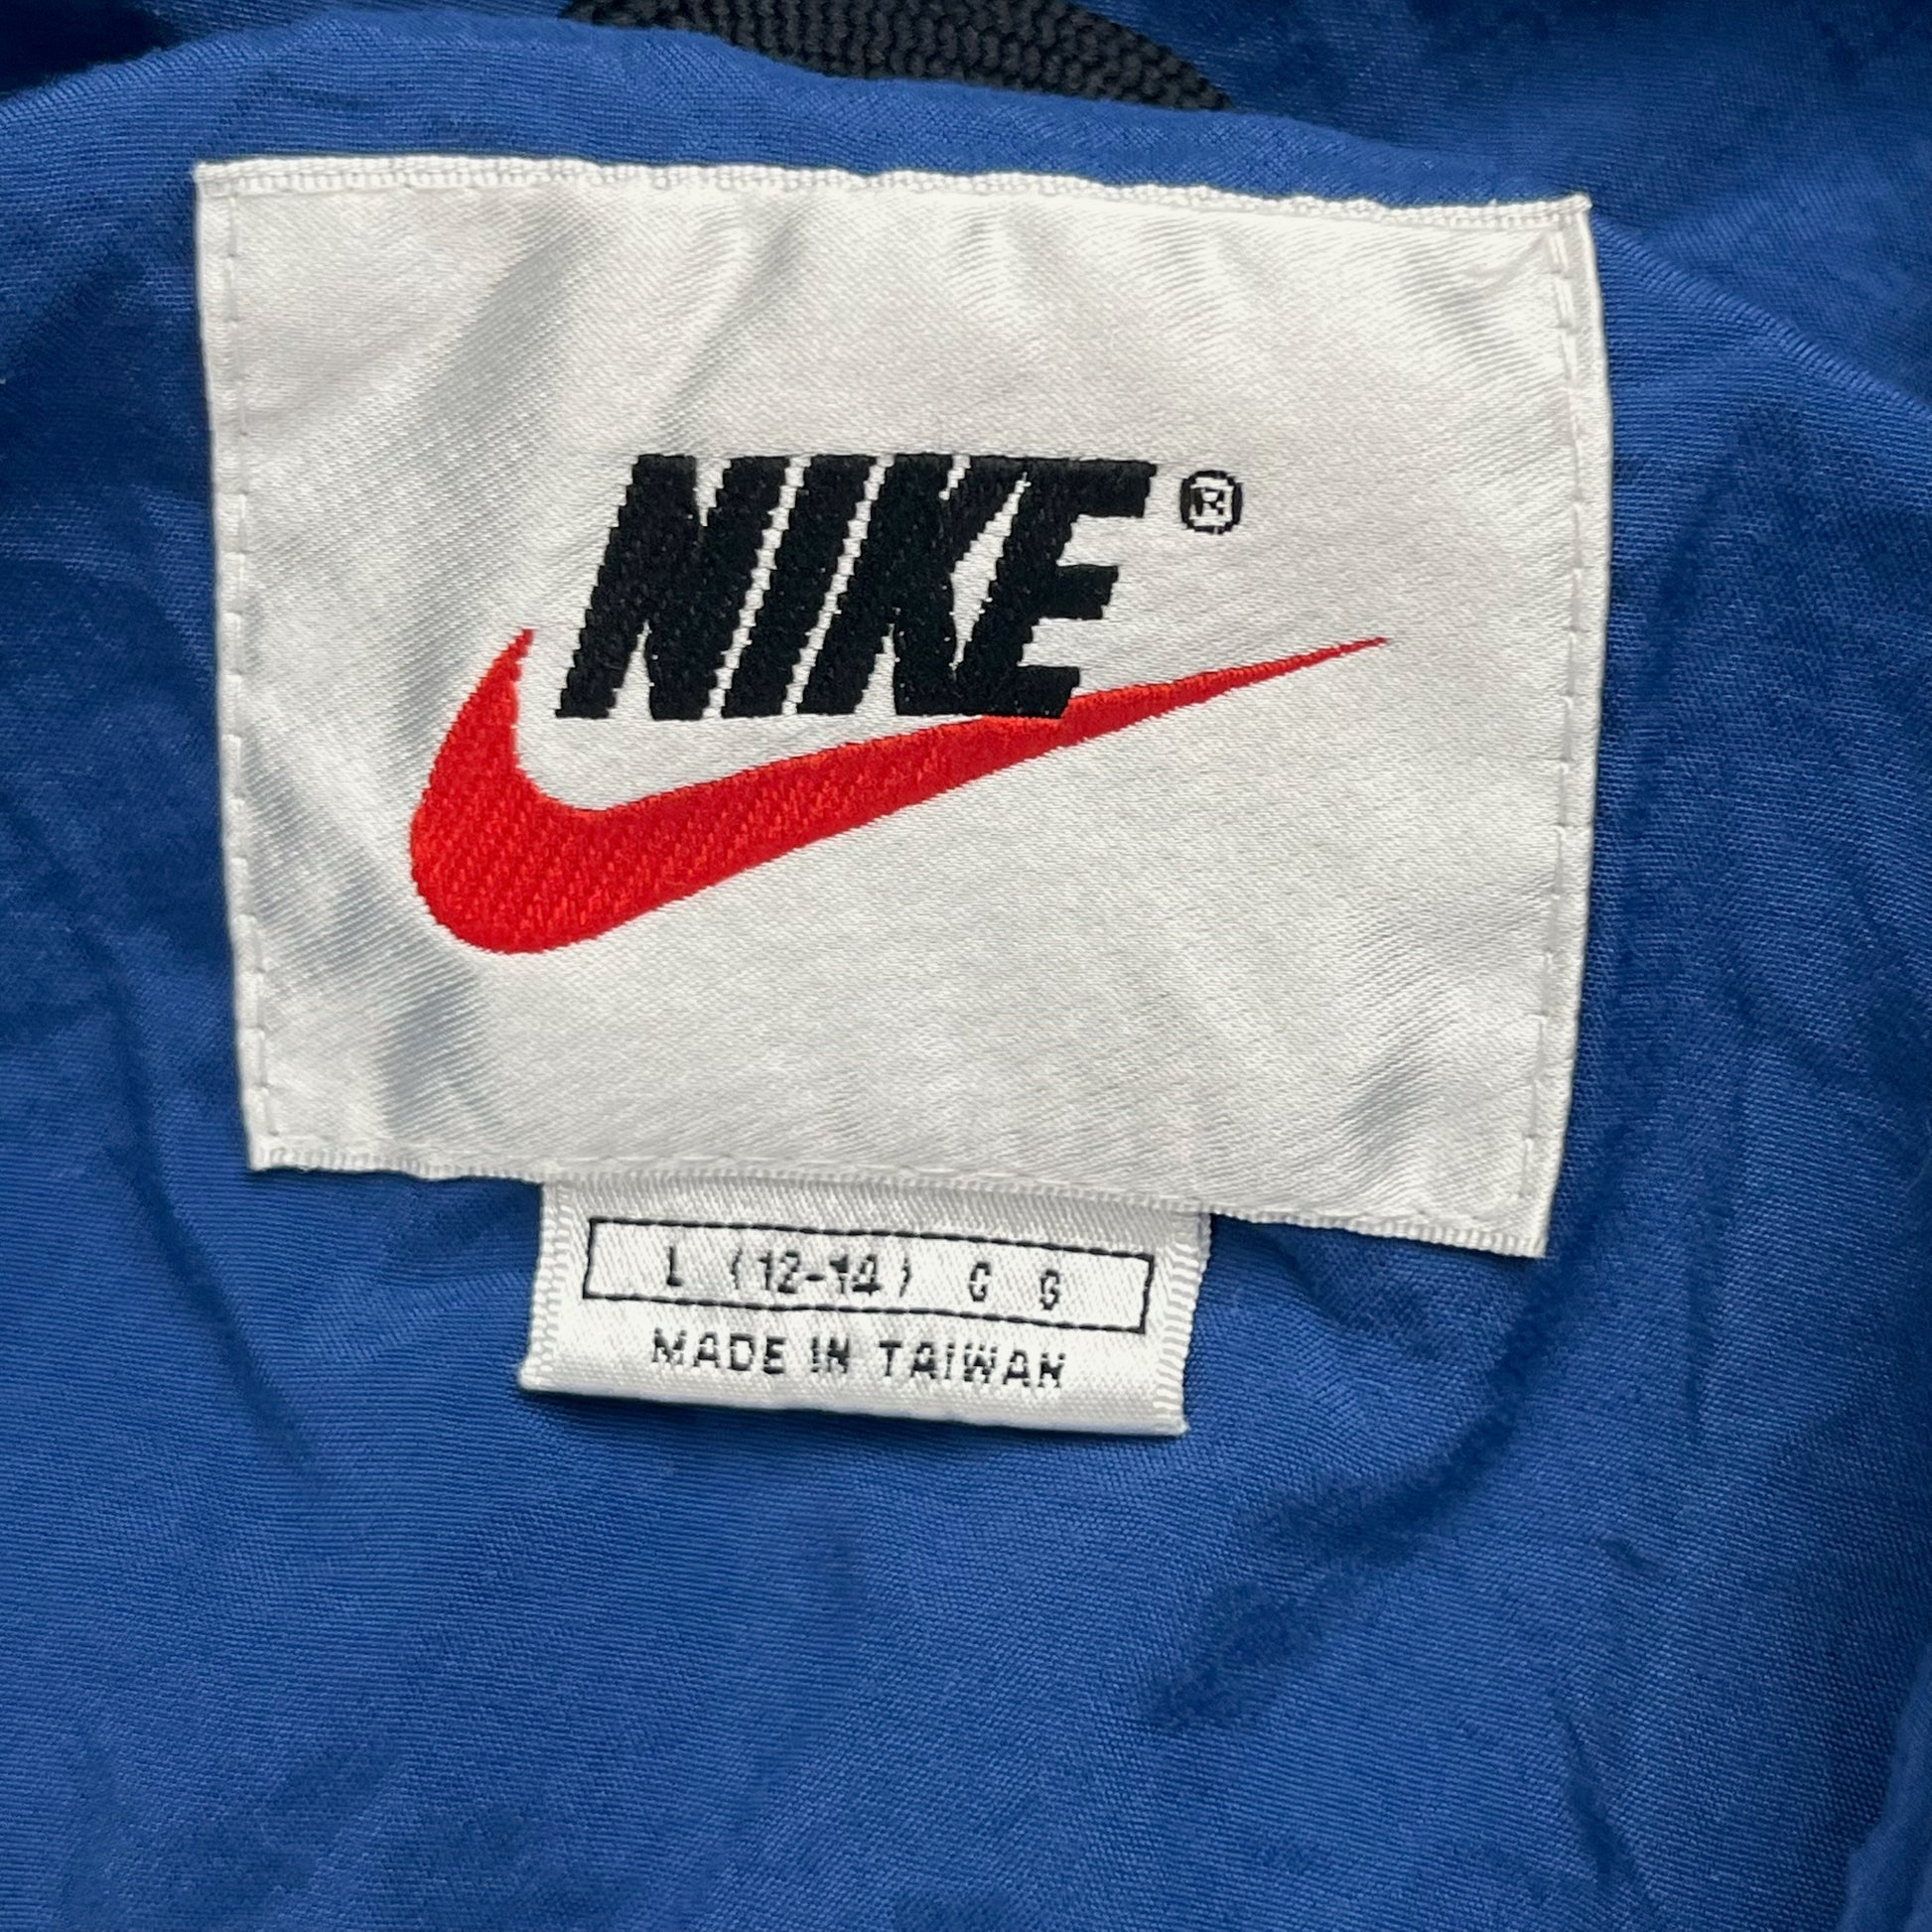 NIKE®
L (12-14) G G
MADE IN TAIWAN